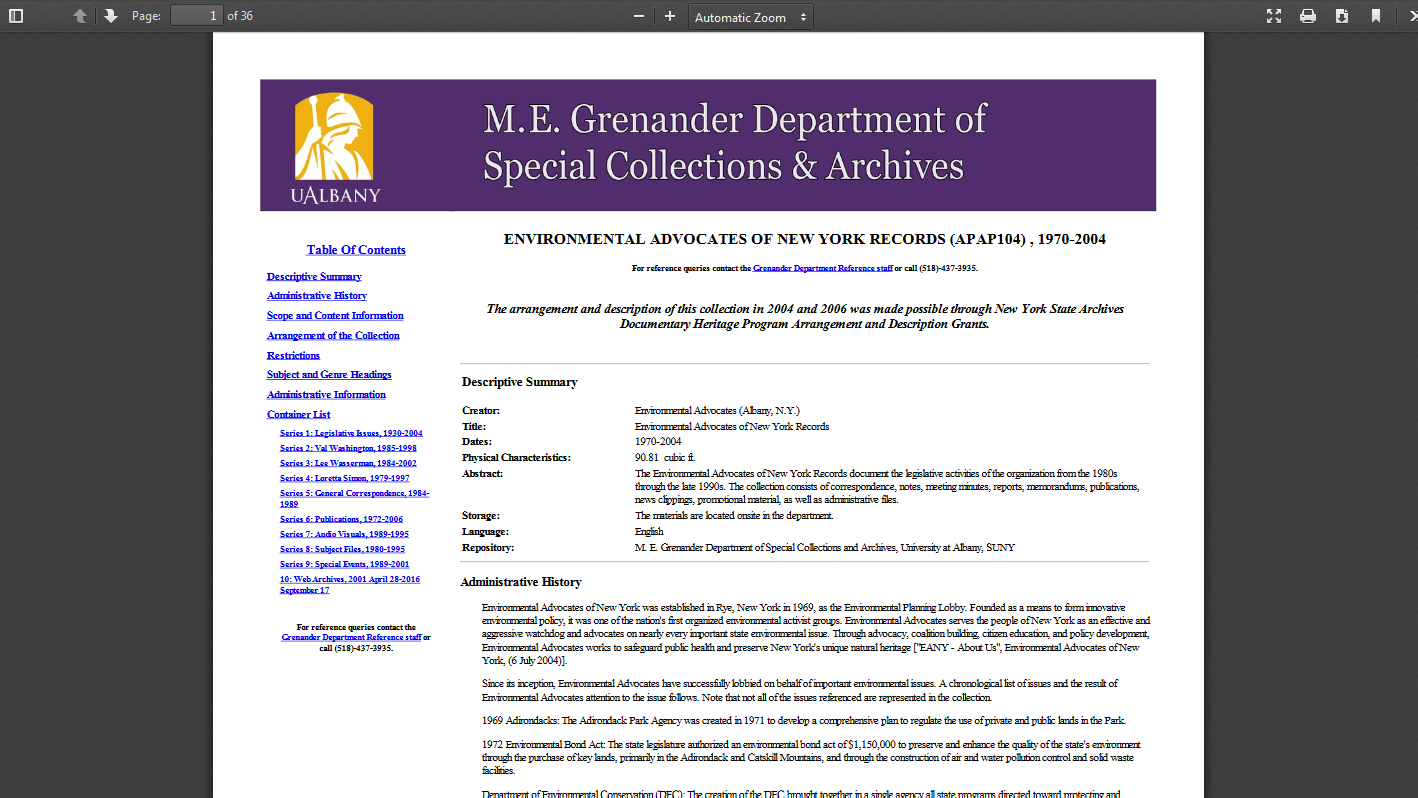 Page: 1 of 36 Automatic Zoom
M.E. Grenander Department of
Special Collections & Archives
UALBANY
Table Of Contents
Descriptive Summary
Administrative History
Scope and Content Information
Arrangement of the Collection
Restrictions
Subject and Genre Headings
Administrative Information
Container List
Series 1: Legislative Issues, 1930-2004
Series 2: Val Washington, 1985-1998
Series 3: Lee Wasserman, 1984-2002
Series 4: Loretta Simon, 1979-1997
Series 5: General Correspondence, 1984-
1989
Series 6: Publications, 1972-2006
Series 7: Audio Visuals, 1989-1995
Series 8: Subject Files, 1980-1995
Series 9: Special Events, 1989-2001
10: Web Archives, 2001 April 28-2016
September 17
For reference queries contact the
Grenander Department Reference staff or
call (518)-437-3935.
ENVIRONMENTAL ADVOCATES OF NEW YORK RECORDS (APAP104) , 1970-2004
For reference queries contact the Grenander Department Reference staff or call (518)-437-3935.
The arrangement and description of this collection in 2004 and 2006 was made possible through New York State Archives
Documentary Heritage Program Arrangement and Description Grants.
Descriptive Summary
Creator: Environmental Advocates (Albany, N.Y.)
Title: Environmental Advocates of New York Records
Dates: 1970-2004
Physical Characteristics: 90.81 cubic ft.
Abstract: The Environmental Advocates of New York Records document the legislative activities of the organization from the 1980s
through the late 1990s. The collection consists of correspondence, notes, meeting minutes, reports, memorandums, publications,
news clippings, promotional material, as well as administrative files.
Storage: The materials are located onsite in the department.
Language: English
Repository: M. E. Grenander Department of Special Collections and Archives, University at Albany, SUNY
Administrative History
Environmental Advocates of New York was established in Rye, New York in 1969, as the Environmental Planning Lobby. Founded as a means to form innovative
environmental policy, it was one of the nation's first organized environmental activist groups. Environmental Advocates serves the people of New York as an effective and
aggressive watchdog and advocates on nearly every important state environmental issue. Through advocacy, coalition building, citizen education, and policy development,
Environmental Advocates works to safeguard public health and preserve New York's unique natural heritage ["EANY - About Us", Environmental Advocates of New
York, (6 July 2004)].
Since its inception, Environmental Advocates have successfully lobbied on behalf of important environmental issues. A chronological list of issues and the result of
Environmental Advocates attention to the issue follows. Note that not all of the issues referenced are represented in the collection.
1969 Adirondacks: The Adirondack Park Agency was created in 1971 to develop a comprehensive plan to regulate the use of private and public lands in the Park.
1972 Environmental Bond Act: The state legislature authorized an environmental bond act of $1,150,000 to preserve and enhance the quality of the state's environment
through the purchase of key lands, primarily in the Adirondack and Catskill Mountains, and through the construction of air and water pollution control and solid waste
facilities.
Department of Environmental Conservation (DEC): The creation of the DEC brought together in a single agency all state programs directed toward protecting and